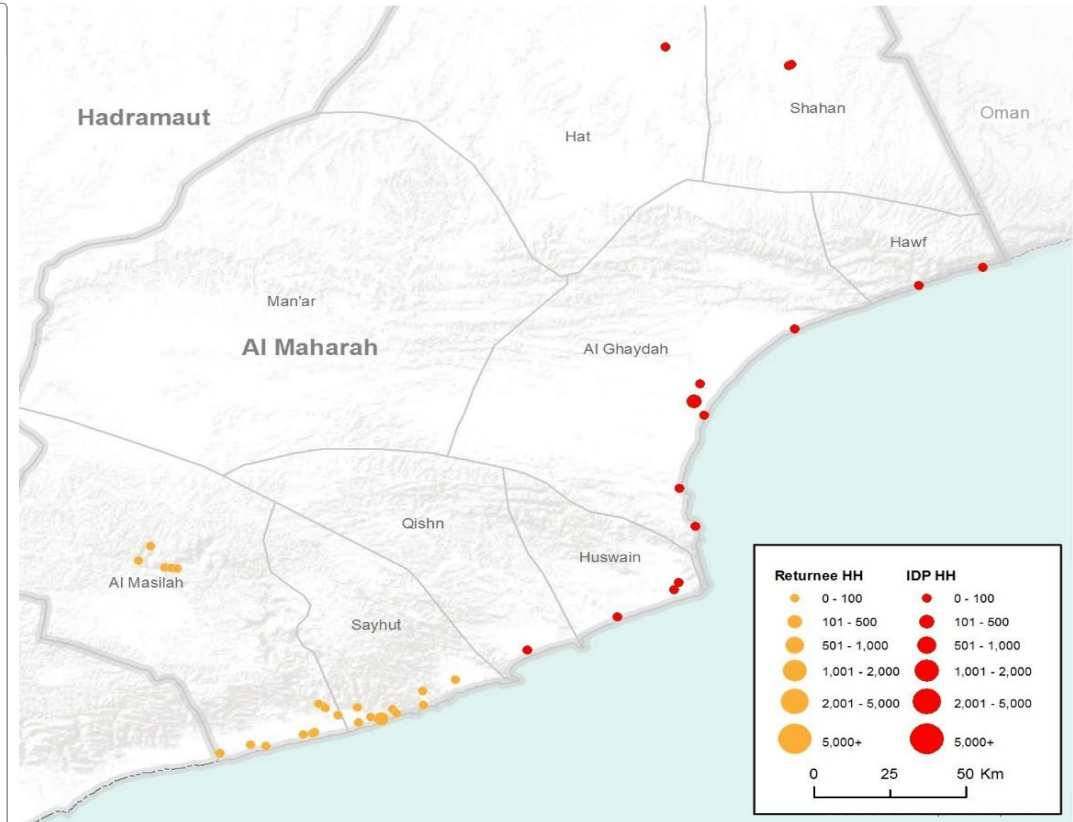 Hadramaut
Shahan
Oman
Hat
Hawf
Man'ar
Al Maharah
Al Ghaydah
Qishn
Huswain
Al Masilah
Sayhut
Returnee HH IDP HH
0 - 100 0 - 100
101 - 500 101 - 500
501 - 1,000 501 - 1,000
1,001 - 2,000 1,001 - 2,000
2,001 - 5,000 2,001 - 5,000
5,000+ 5,000+
0 25 50 Km